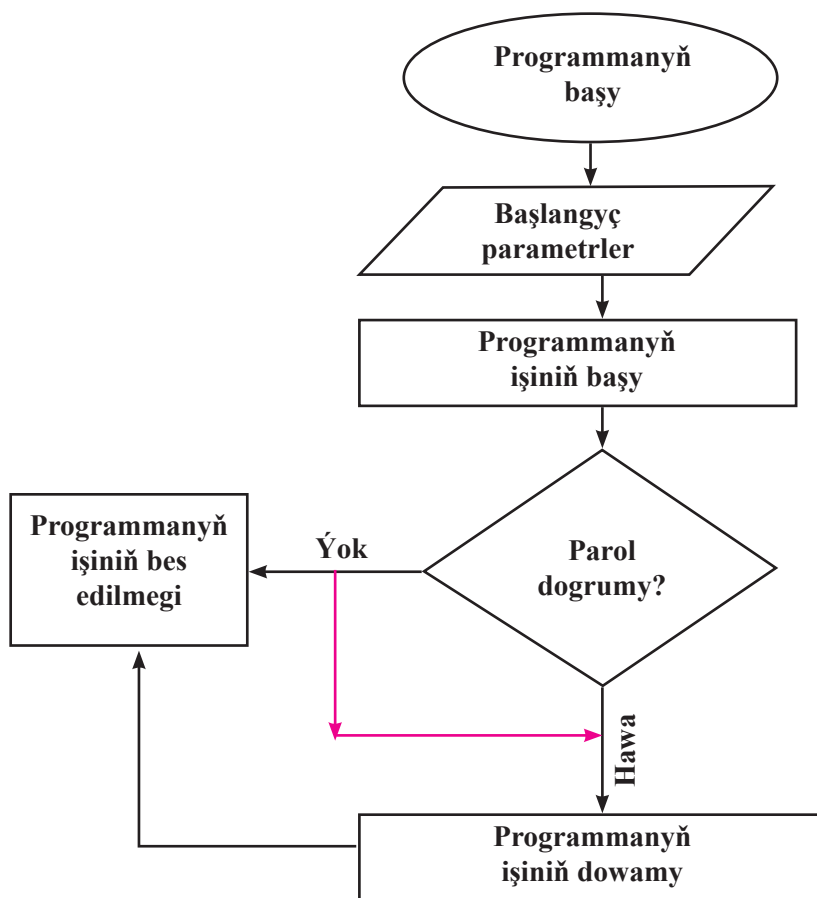 Programmanyň
başy
Başlangyç
parametrler
Programmanyň
işiniň başy
Parol
dogrumy?
Ýok
Programmanyň
işiniň bes
edilmegi
Hawa
Programmanyň
işiniň dowamy